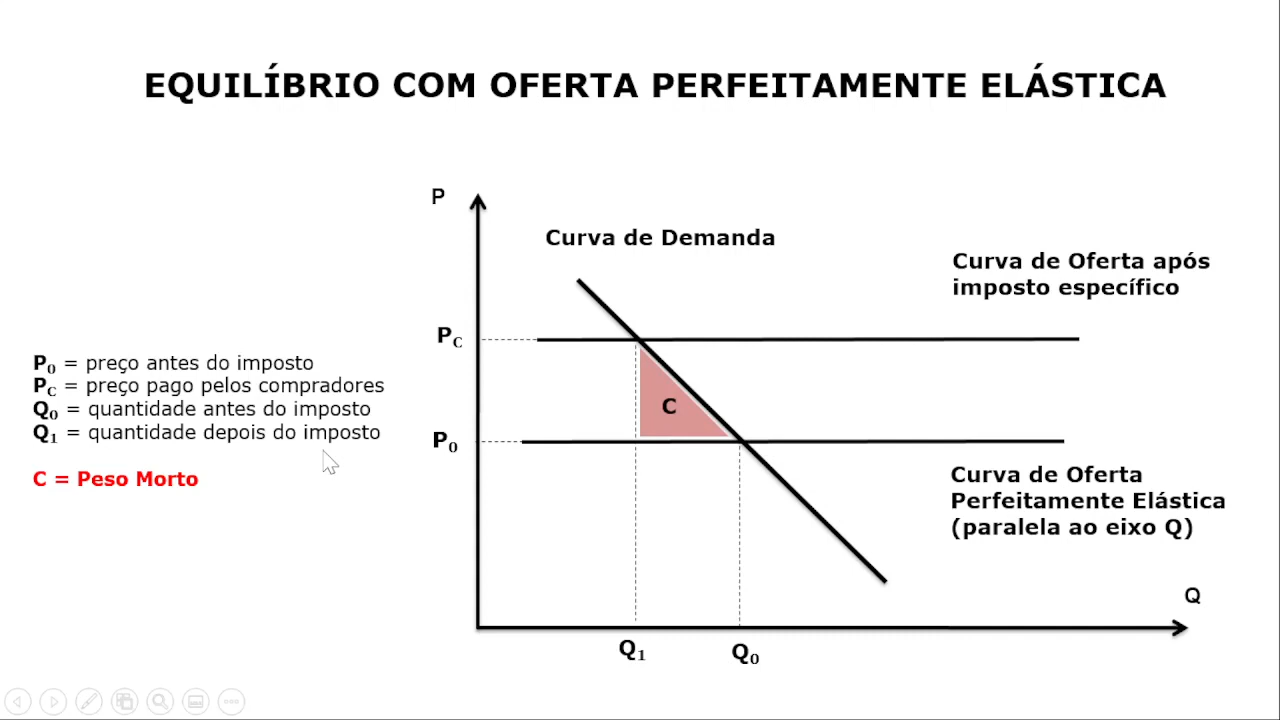 EQUILÍBRIO COM OFERTA PERFEITAMENTE ELÁSTICA
P
Curva de Demanda
Curva de Oferta após
imposto específico
P_C
P₀ = preço antes do imposto
P_C = preço pago pelos compradores
Q₀ = quantidade antes do imposto
Q₁ = quantidade depois do imposto
C = Peso Morto
C
P₀
Curva de Oferta
Perfeitamente Elástica
(paralela ao eixo Q)
Q
Q₁
Q₀